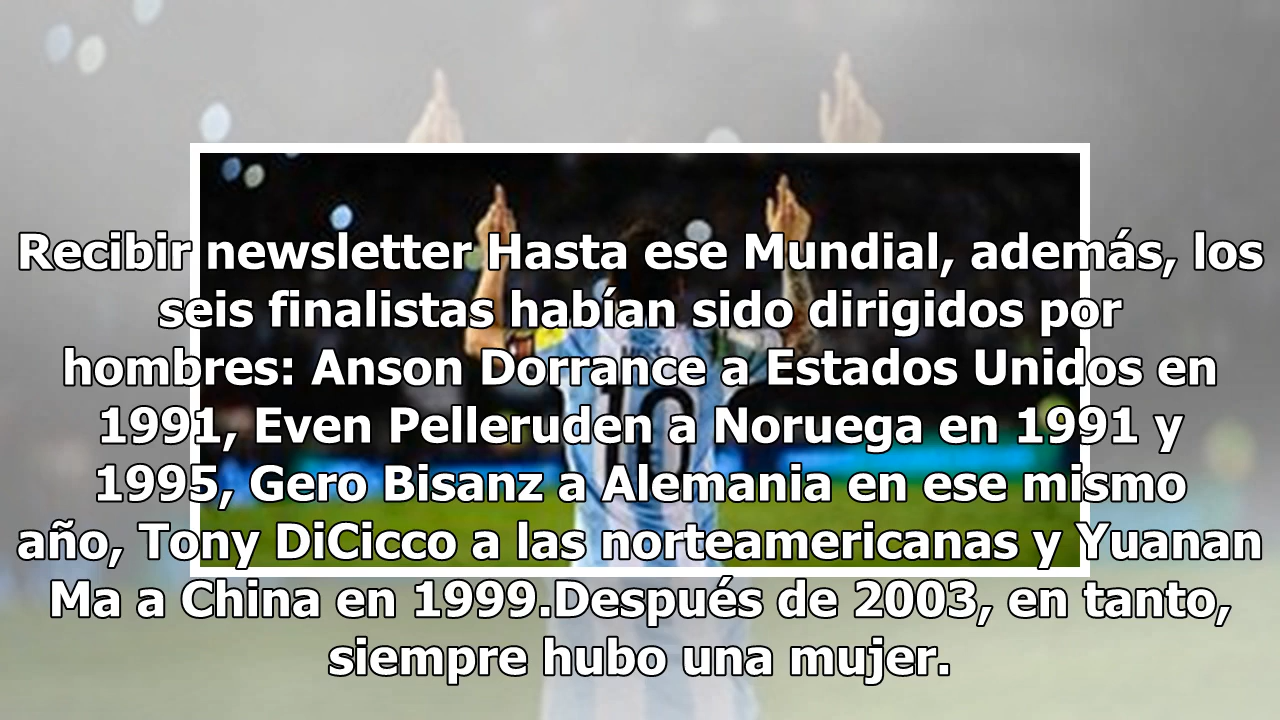 Recibir newsletter Hasta ese Mundial, además, los
seis finalistas habían sido dirigidos por
hombres: Anson Dorrance a Estados Unidos en
1991, Even Pelleruden a Noruega en 1991 y
1995, Gero Bisanz a Alemania en ese mismo
año, Tony DiCicco a las norteamericanas y Yuanan
Ma a China en 1999.Después de 2003, en tanto,
siempre hubo una mujer.
10